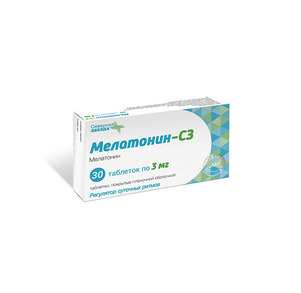 Северная
ЗВЕЗДА
Мелатонин-СЗ
Мелатонин
30 таблеток по 3 мг
таблетки, покрытые пленочной оболочкой
Регулятор суточных ритмов